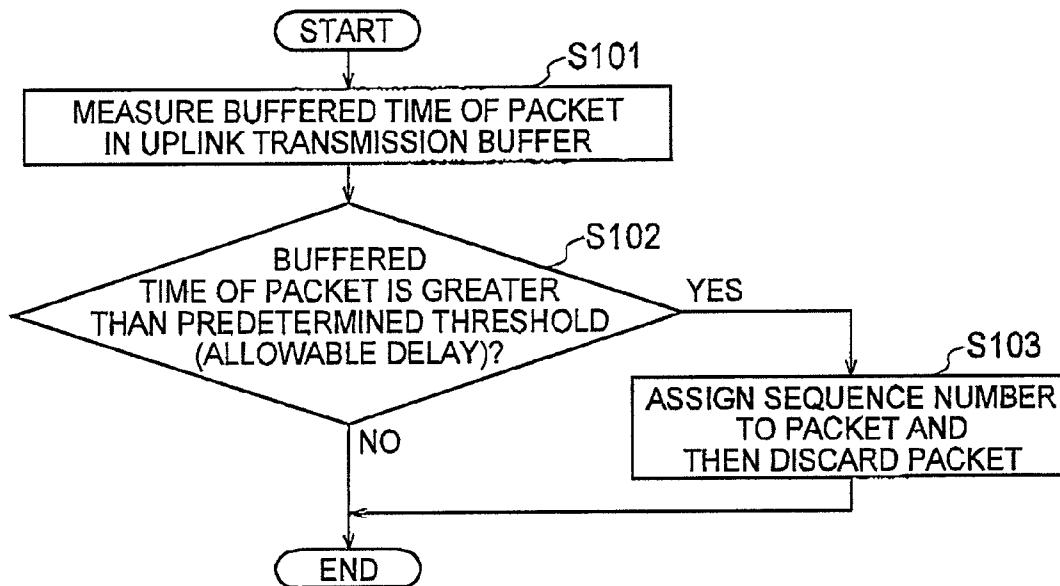 START
S101
MEASURE BUFFERED TIME OF PACKET
IN UPLINK TRANSMISSION BUFFER
S102
BUFFERED
TIME OF PACKET IS GREATER
THAN PREDETERMINED THRESHOLD
(ALLOWABLE DELAY)?
YES
S103
ASSIGN SEQUENCE NUMBER
TO PACKET AND
THEN DISCARD PACKET
NO
END